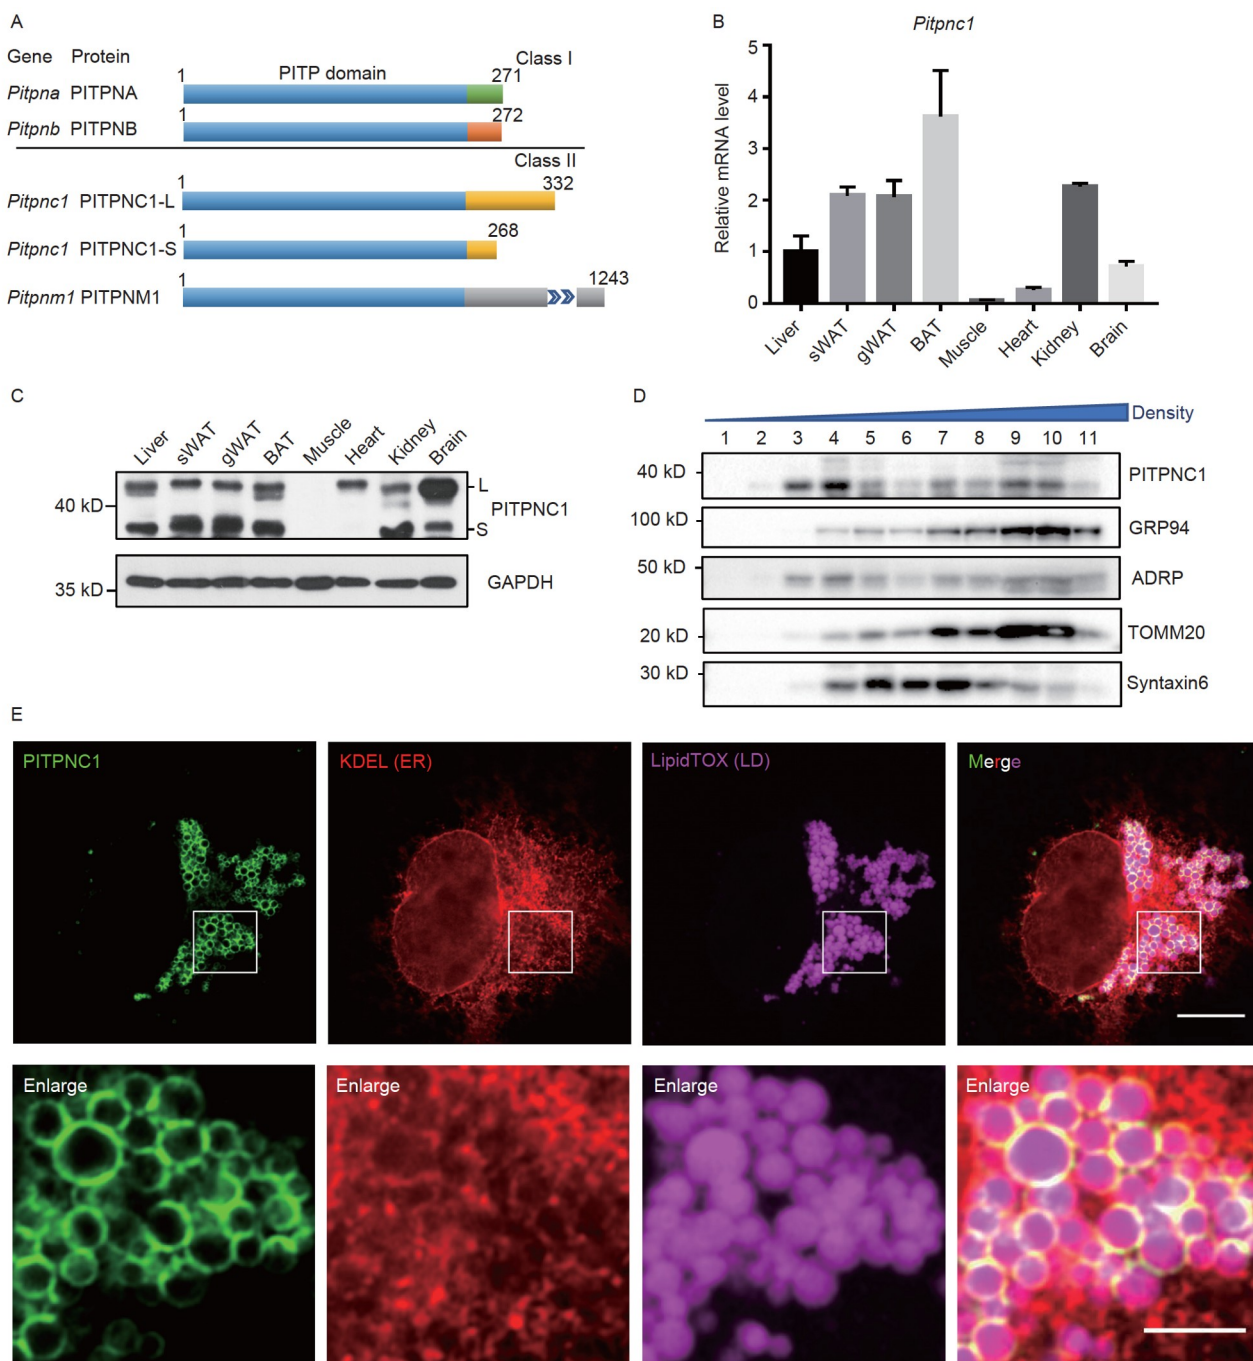 A
Gene Protein
Class I
1 PITP domain 271
Pitpna PITPNA
1 272
Pitpnb PITPNB
Class II
1 332
Pitpnc1 PITPNC1-L
1 268
Pitpnc1 PITPNC1-S
1 1243
Pitpnm1 PITPNM1
B
Pitpnc1
Relative mRNA level
5
4
3
2
1
0
Liver sWAT gWAT BAT Muscle Heart Kidney Brain
C
Liver sWAT gWAT BAT Muscle Heart Kidney Brain
L
40 kD PITPNC1
S
35 kD GAPDH
D
Density
1 2 3 4 5 6 7 8 9 10 11
40 kD PITPNC1
100 kD GRP94
50 kD ADRP
20 kD TOMM20
30 kD Syntaxin6
E
PITPNC1 KDEL (ER) LipidTOX (LD) Merge
Enlarge Enlarge Enlarge Enlarge